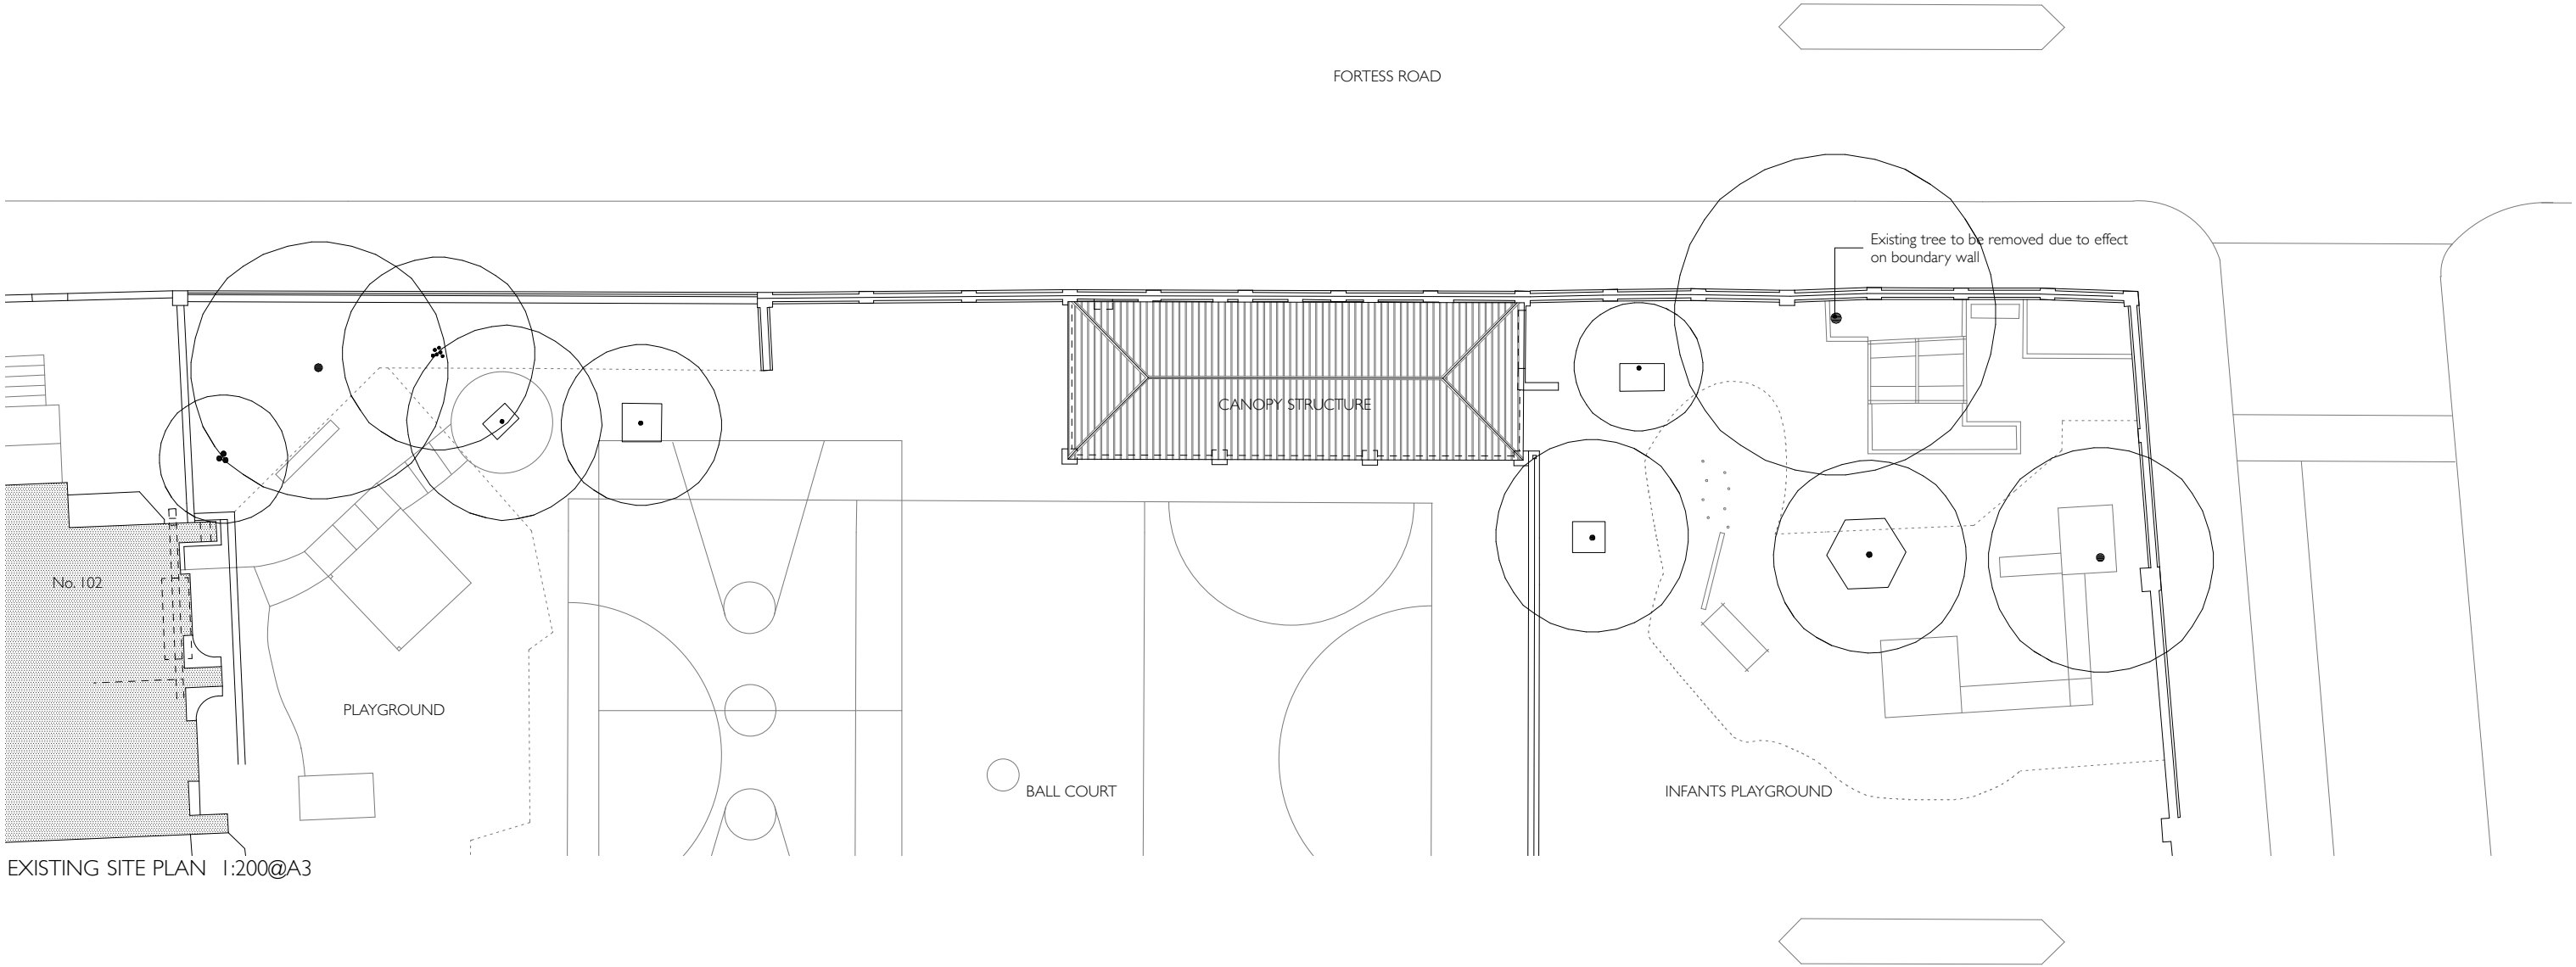 FORTESS ROAD
Existing tree to be removed due to effect
on boundary wall
CANOPY STRUCTURE
No. 102
PLAYGROUND
BALL COURT
INFANTS PLAYGROUND
EXISTING SITE PLAN 1:200@A3